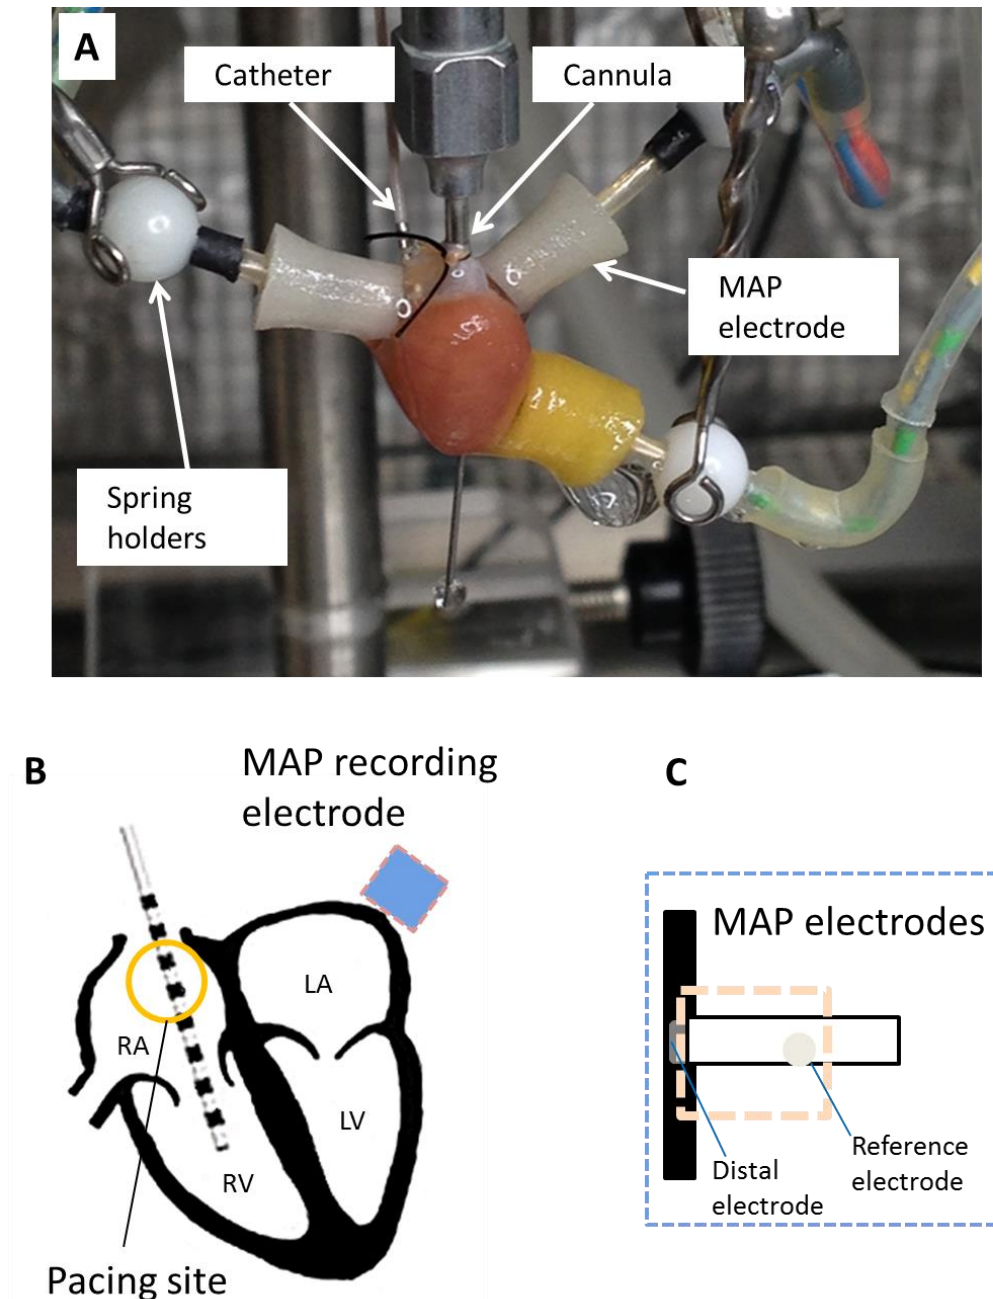 A
Catheter
Cannula
MAP
electrode
Spring
holders
B
MAP recording
electrode
C
MAP electrodes
LA
RA
LV
RV
Reference
electrode
Distal
electrode
Pacing site